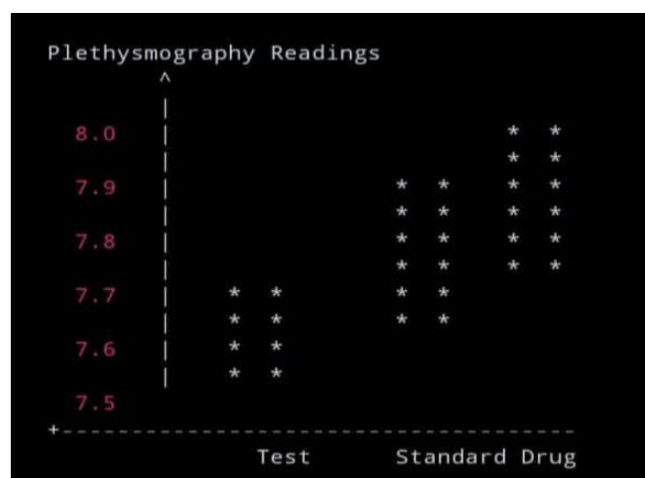 Plethysmography Readings
^
|
8.0 | * *
| * *
7.9 | * * * *
| * * * *
7.8 | * * * *
| * * * *
7.7 | * * * *
| * * * *
7.6 | * *
| * *
7.5
+--------------------------------------
Test Standard Drug